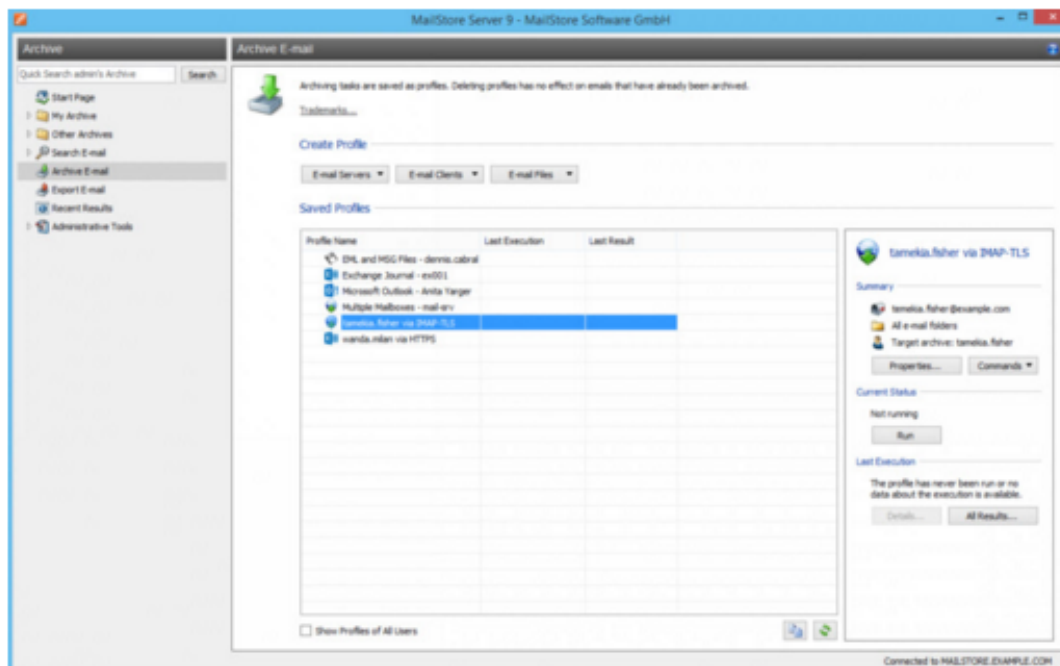 MailStore Server 9 - MailStore Software GmbH
Archive
Archive E-mail
Quick Search admin's Archive
Search
Start Page
My Archive
Other Archives
Search E-mail
Archive E-mail
Export E-mail
Recent Results
Administrative Tools
Archiving tasks are saved as profiles. Deleting profiles has no effect on emails that have already been archived.
Trademarks...
Create Profile
E-mail Servers
E-mail Clients
E-mail Files
Saved Profiles
Profile Name Last Execution Last Result
EML and MSG Files - dennis.cabral
Exchange Journal - ex001
Microsoft Outlook - Anita Yarger
Multiple Mailboxes - mail-srv
tamekia.fisher via IMAP-TLS
wanda.milan via HTTPS
Show Profiles of All Users
tamekia.fisher via IMAP-TLS
Summary
tamekia.fisher@example.com
All e-mail folders
Target archive: tamekia.fisher
Properties...
Commands
Current Status
Not running
Run
Last Execution
The profile has never been run or no
data about the execution is available.
Details...
All Results...
Connected to MAILSTORE.EXAMPLE.COM